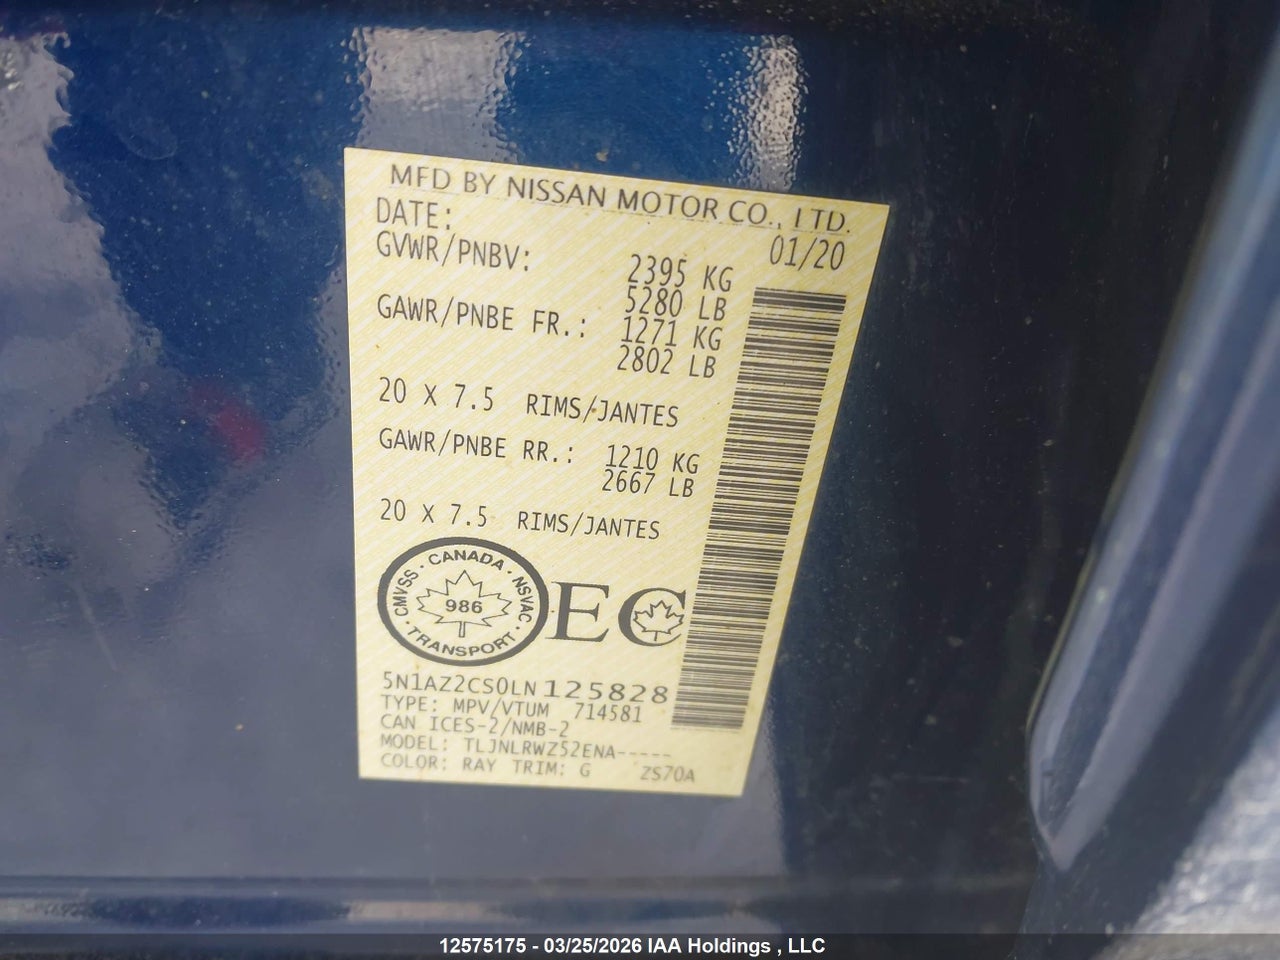 MFD BY NISSAN MOTOR CO., LTD.
DATE: 01/20
GVWR/PNBV: 2395 KG
5280 LB
GAWR/PNBE FR.: 1271 KG
2802 LB
20 X 7.5 RIMS/JANTES
GAWR/PNBE RR.: 1210 KG
2667 LB
20 X 7.5 RIMS/JANTES
CANADA · NSVAC · TRANSPORT · CMVSS ·
986
EC
5N1AZ2CS0LN125828
TYPE: MPV/VTUM 714581
CAN ICES-2/NMB-2
MODEL: TLJNLRWZ52ENA-----
COLOR: RAY TRIM: G ZS70A
12575175 - 03/25/2026 IAA Holdings , LLC